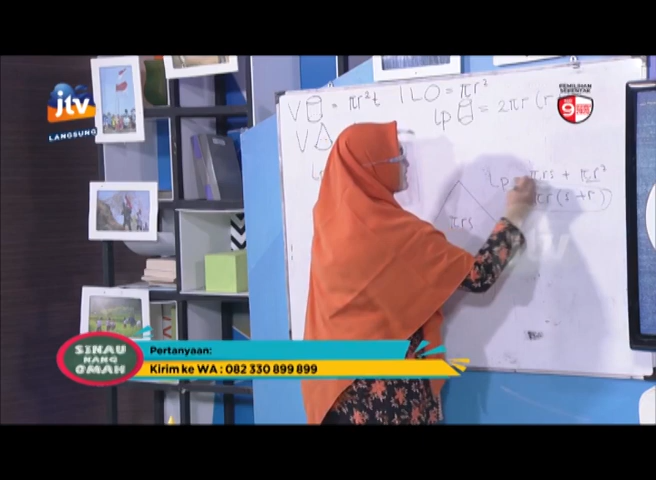 jtv
LANGSUNG
PEMILIHAN
SERENTAK
9
V = πr²t
LO = πr²
Lp = 2πr (r
V
Lp = πrs + πr²
πr (s + r)
πrs
SINAU
NANG
OMAH
Pertanyaan:
Kirim ke WA : 082 330 899 899